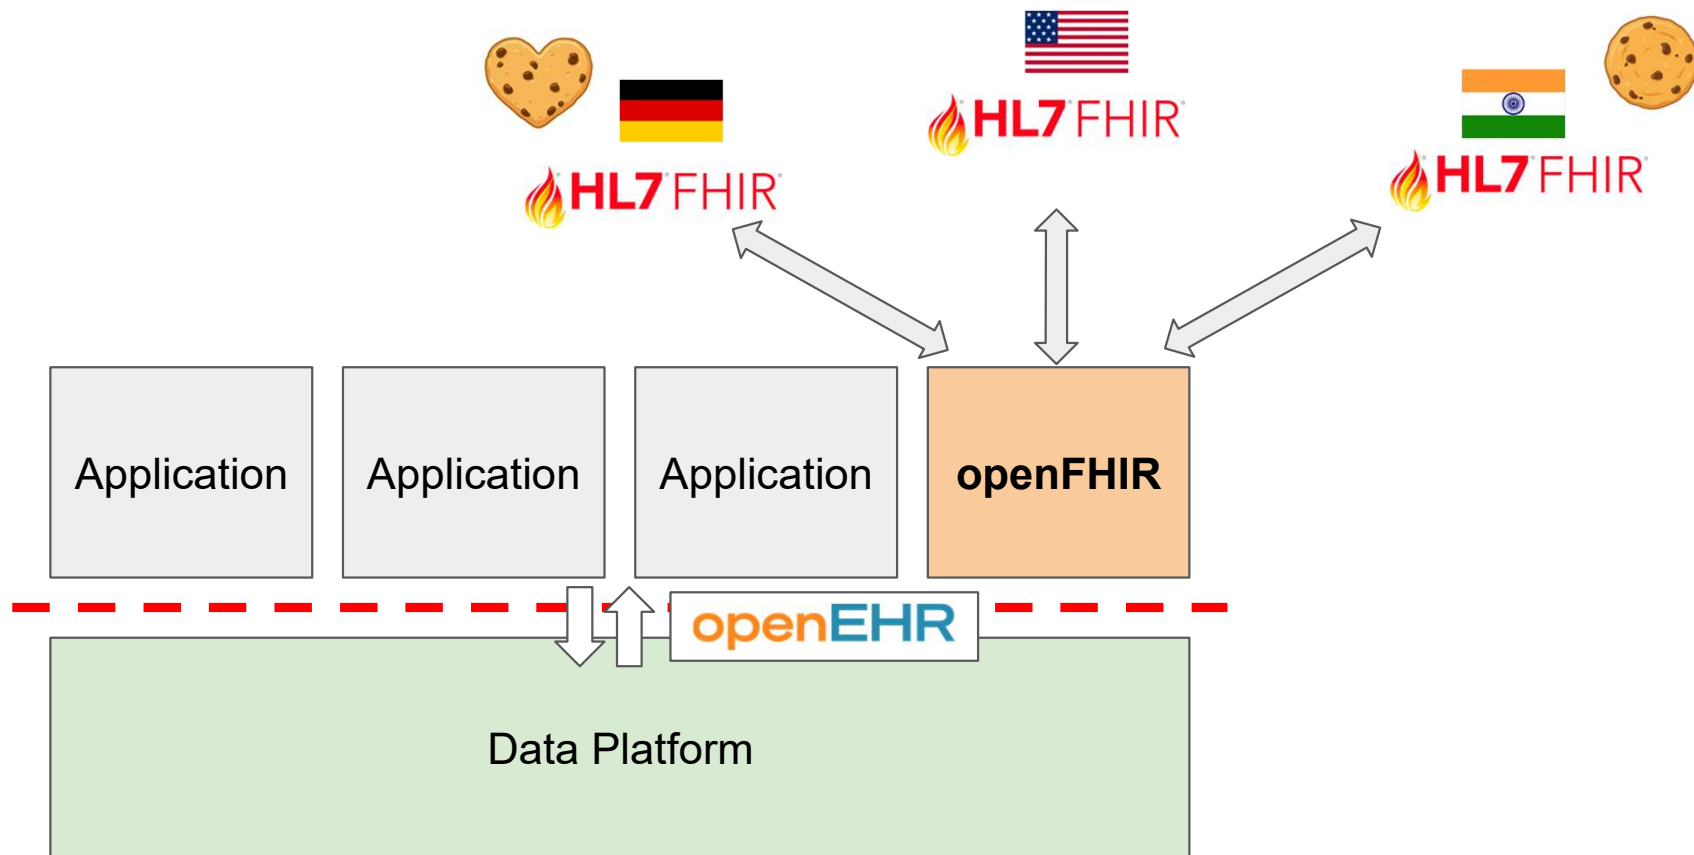 HL7 FHIR
HL7 FHIR
HL7 FHIR
Application
Application
Application
openFHIR
openEHR
Data Platform